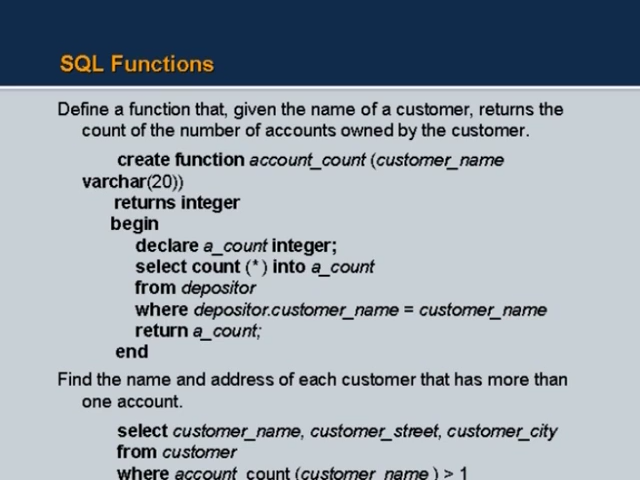 SQL Functions
Define a function that, given the name of a customer, returns the
count of the number of accounts owned by the customer.
create function account_count (customer_name
varchar(20))
returns integer
begin
declare a_count integer;
select count (*) into a_count
from depositor
where depositor.customer_name = customer_name
return a_count;
end
Find the name and address of each customer that has more than
one account.
select customer_name, customer_street, customer_city
from customer
where account_count (customer_name ) > 1